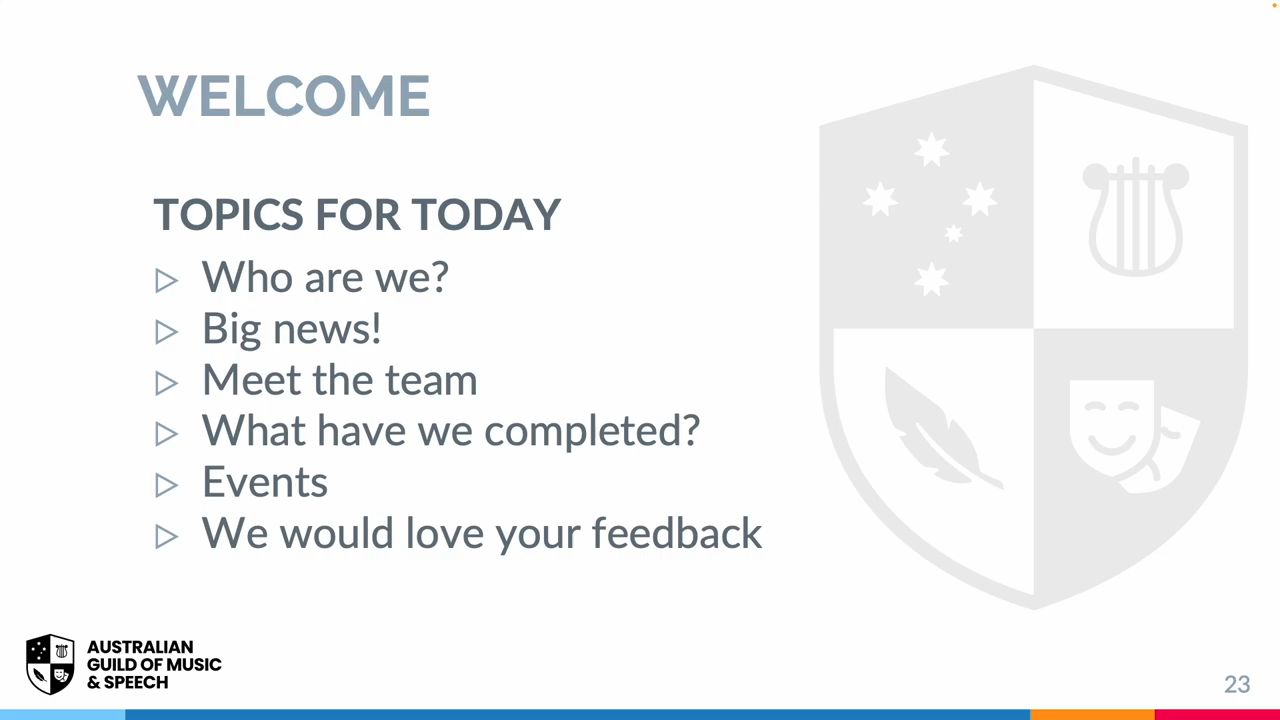 WELCOME
TOPICS FOR TODAY
Who are we?
Big news!
Meet the team
What have we completed?
Events
We would love your feedback
AUSTRALIAN
GUILD OF MUSIC
& SPEECH
23